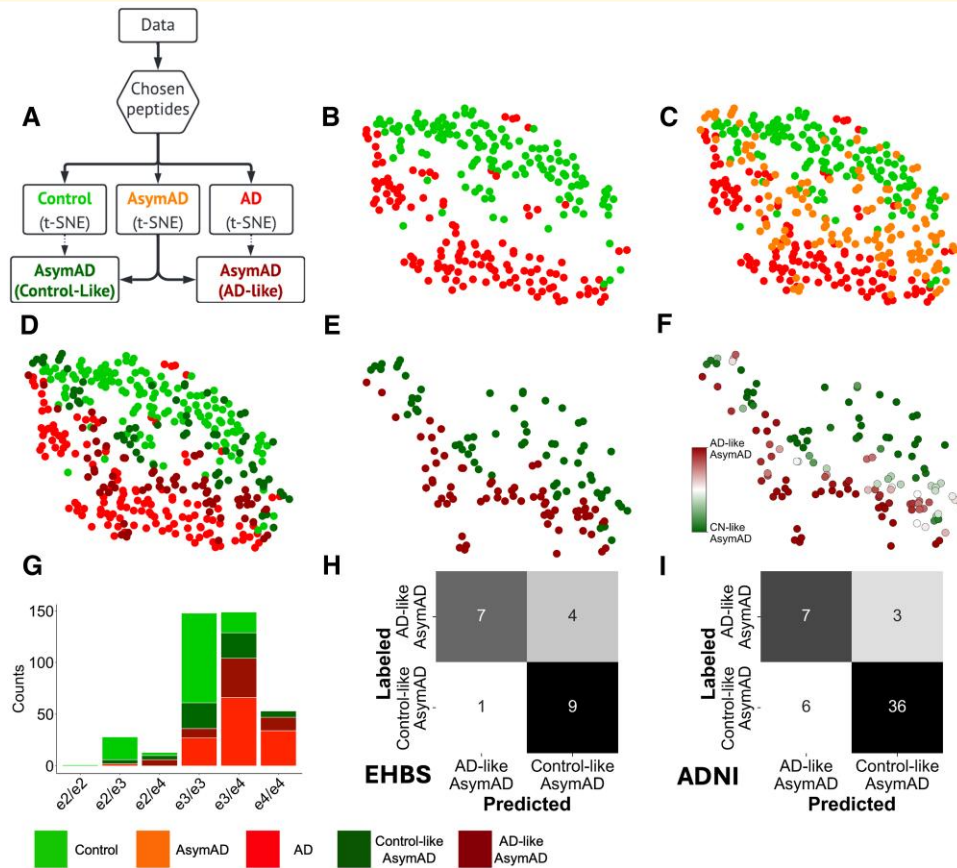 Data
Chosen
peptides
A
B
C
Control
(t-SNE)
AsymAD
(t-SNE)
AD
(t-SNE)
AsymAD
(Control-Like)
AsymAD
(AD-like)
D
E
F
AD-like
AsymAD
CN-like
AsymAD
G
H
I
Counts
150
100
50
0
e2/e2
e2/e3
e2/e4
e3/e3
e3/e4
e4/e4
Labeled
AD-like
AsymAD
Control-like
AsymAD
7
4
1
9
AD-like
AsymAD
Control-like
AsymAD
Predicted
EHBS
Labeled
AD-like
AsymAD
Control-like
AsymAD
7
3
6
36
AD-like
AsymAD
Control-like
AsymAD
Predicted
ADNI
Control
AsymAD
AD
Control-like
AsymAD
AD-like
AsymAD